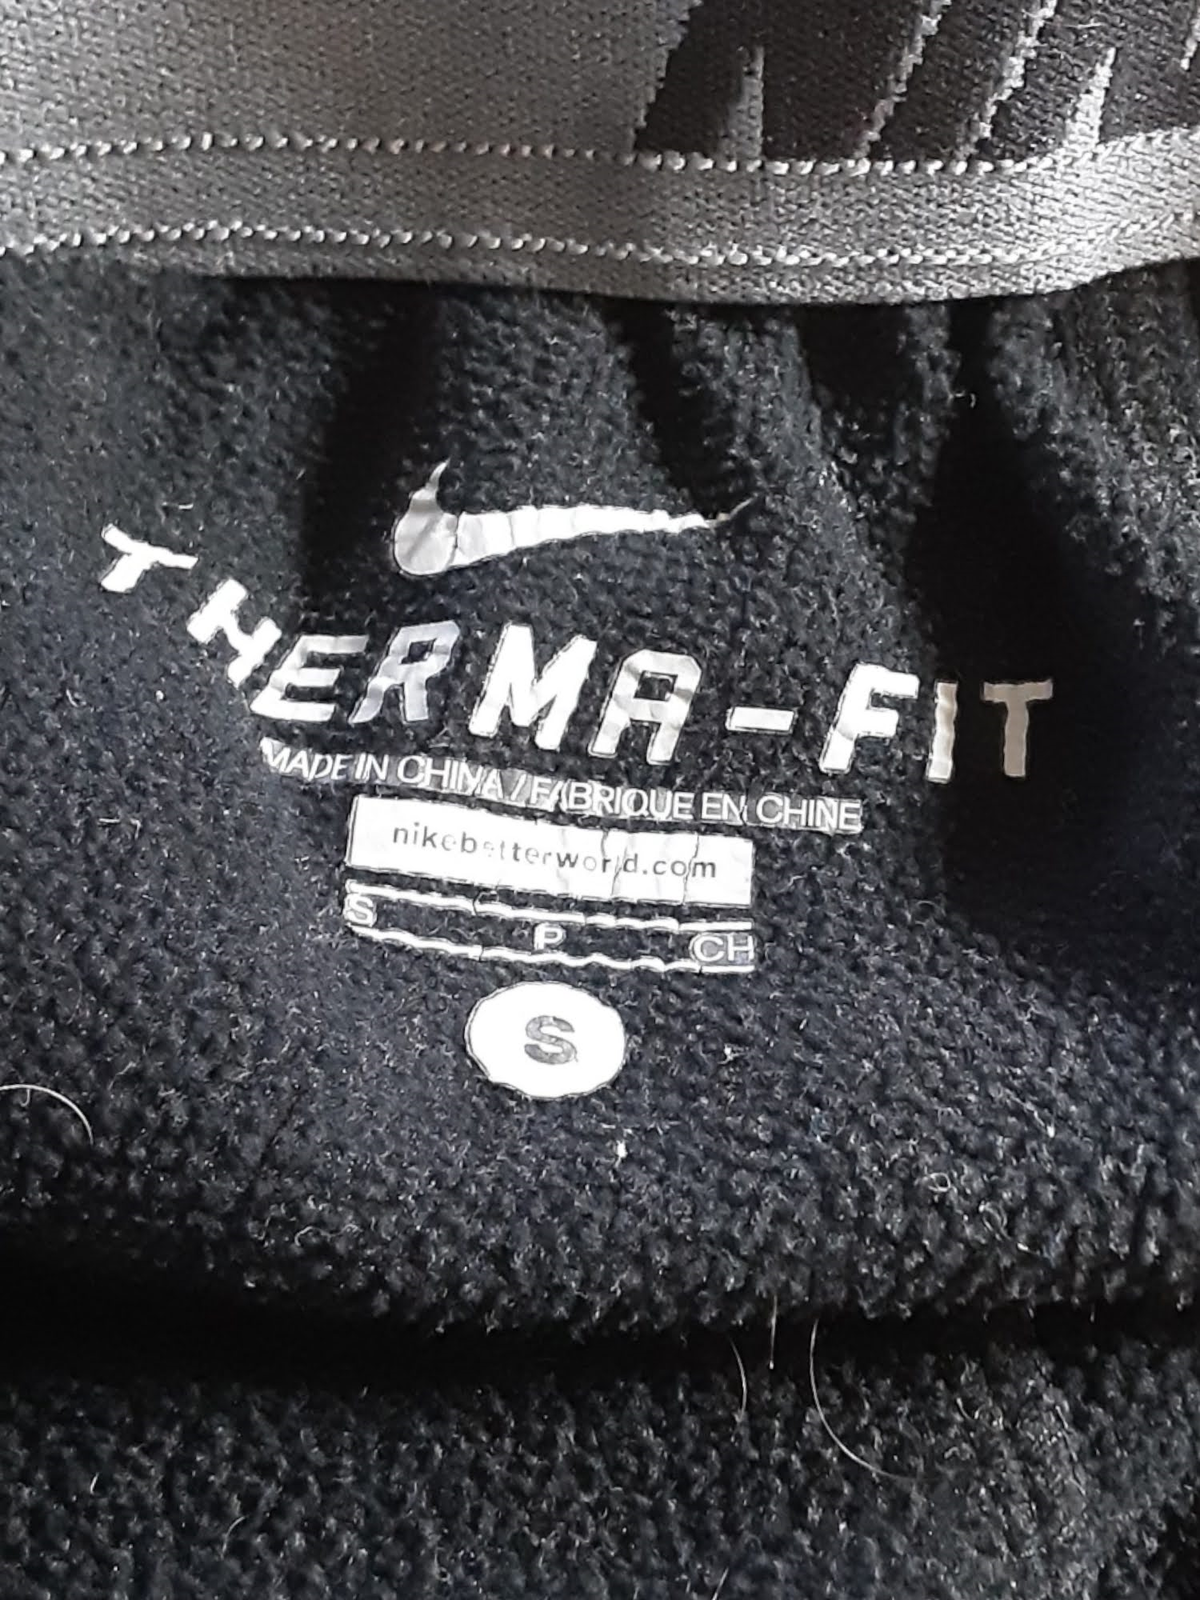 THERMA-FIT
MADE IN CHINA / FABRIQUE EN CHINE
nikebetterworld.com
S P CH
S